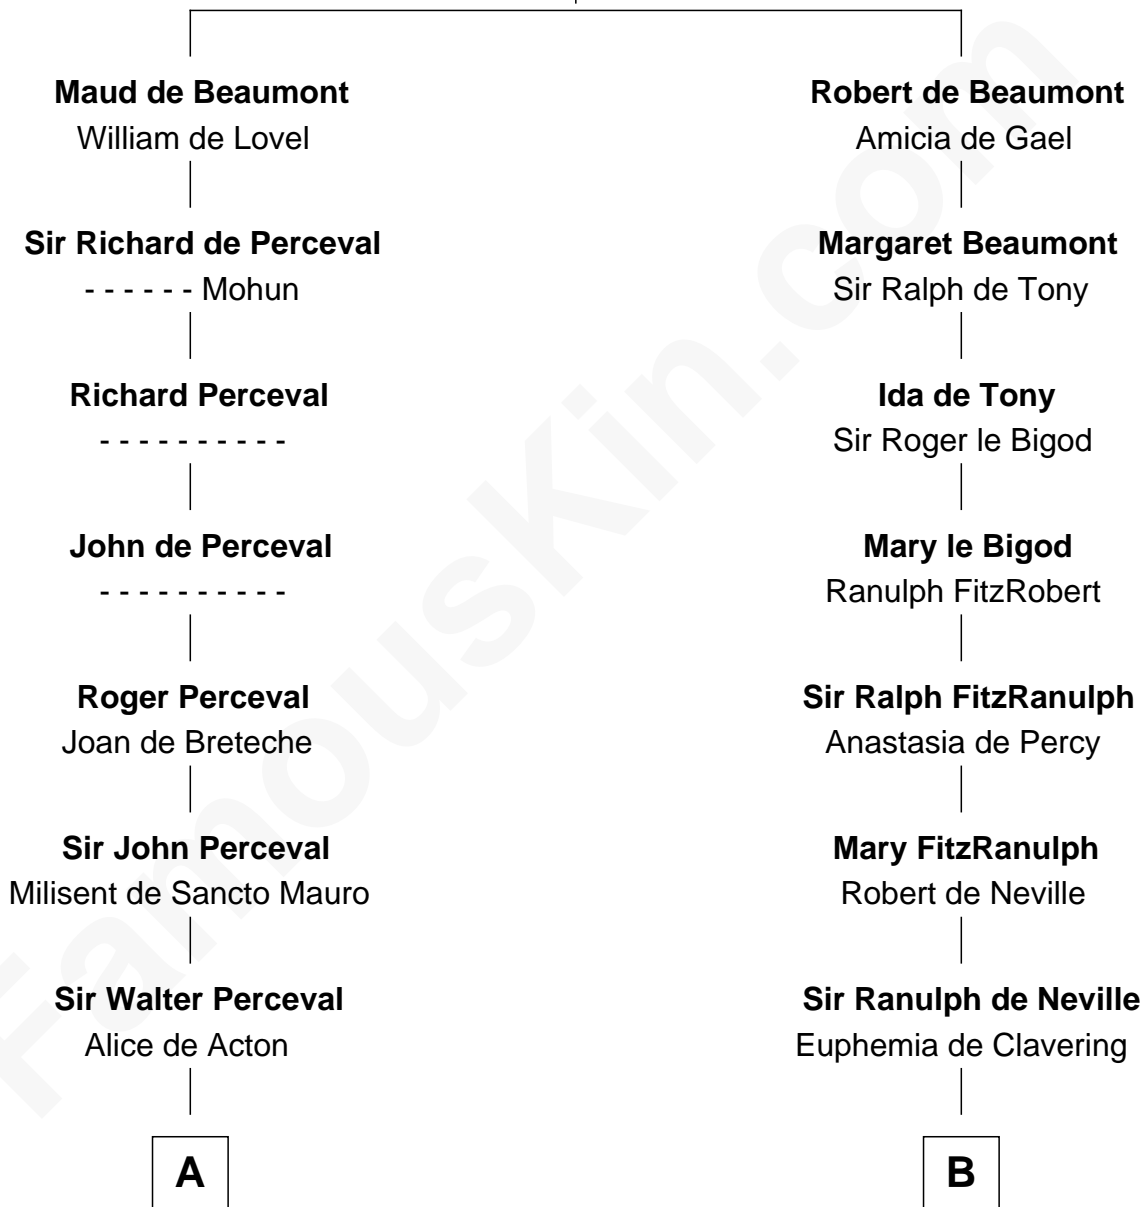 Maud de Beaumont
William de Lovel
Sir Richard de Perceval
- - - - - - Mohun
Richard Perceval
- - - - - - - - - -
John de Perceval
- - - - - - - - - -
Roger Perceval
Joan de Breteche
Sir John Perceval
Milisent de Sancto Mauro
Sir Walter Perceval
Alice de Acton
A
Robert de Beaumont
Amicia de Gael
Margaret Beaumont
Sir Ralph de Tony
Ida de Tony
Sir Roger le Bigod
Mary le Bigod
Ranulph FitzRobert
Sir Ralph FitzRanulph
Anastasia de Percy
Mary FitzRanulph
Robert de Neville
Sir Ranulph de Neville
Euphemia de Clavering
B
FamousKin.com